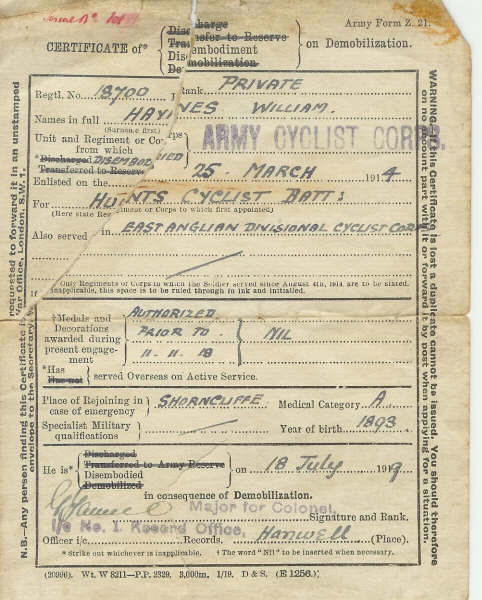 Army Form Z. 21.
CERTIFICATE of* Discharge Transfer to Reserve Disembodiment Demobilization on Demobilization.
Regtl. No. 18700 Rank PRIVATE
Names in full HAYNES WILLIAM.
(Surname first)
Unit and Regiment or Corps from which ARMY CYCLIST CORPS.
*Discharged DISEMBODIED
Transferred to Reserve
Enlisted on the 25 MARCH 1914
For HUNTS CYCLIST BATT:
(Here state Regiment or Corps to which first appointed)
Also served in EAST ANGLIAN DIVISIONAL CYCLIST CORPS
Only Regiments or Corps in which the Soldier served since August 4th, 1914, are to be stated.
If inapplicable, this space is to be ruled through in ink and initialled.
†Medals and Decorations awarded during present engagement AUTHORIZED PRIOR TO 11.11.18 NIL
*Has
Has not served Overseas on Active Service.
Place of Rejoining in case of emergency SHORNCLIFFE Medical Category A
Specialist Military qualifications Year of birth 1893.
He is* Discharged Transferred to Army Reserve Disembodied Demobilized on 18 July 1919
in consequence of Demobilization.
Major for Colonel,
Signature and Rank.
i/c No. 1. Record Office,
Officer i/c Records. Hanwell (Place).
* Strike out whichever is inapplicable. † The word "NIL" to be inserted when necessary.
(20996). Wt. W 8211—P.P. 2329. 3,000m. 1/19. D & S. (E 1256.)
N.B.—Any person finding this Certificate is requested to forward it in an unstamped envelope to the Secretary, War Office, London, S.W. 1.
WARNING.—If this Certificate is lost a duplicate cannot be issued. You should therefore on no account part with it or forward it by post when applying for a situation.